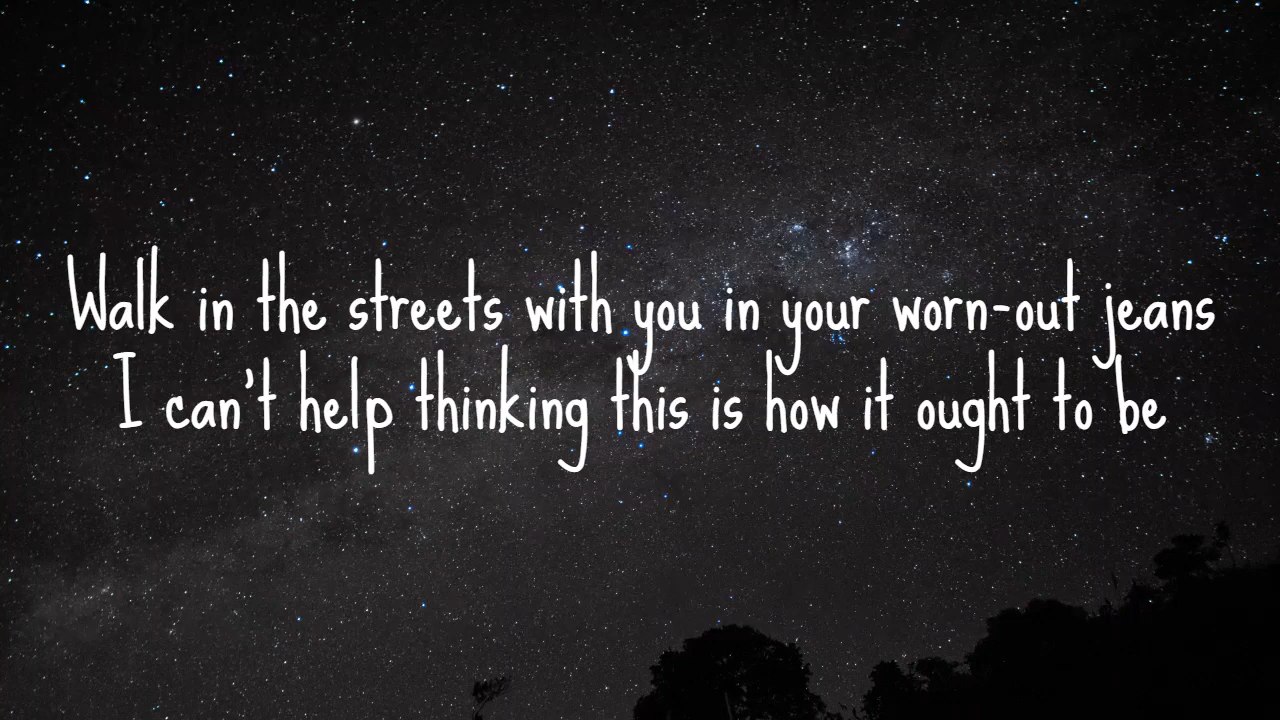 Walk in the streets with you in your worn-out jeans
I can't help thinking this is how it ought to be